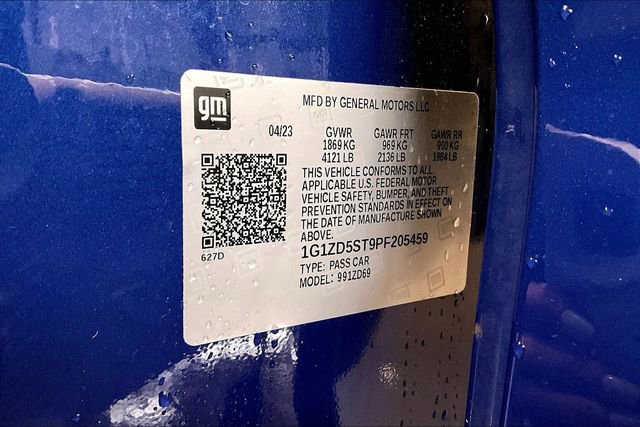 gm
MFD BY GENERAL MOTORS LLC
04/23 GVWR GAWR FRT GAWR RR
1869 KG 969 KG 900 KG
4121 LB 2136 LB 1984 LB
THIS VEHICLE CONFORMS TO ALL
APPLICABLE U.S. FEDERAL MOTOR
VEHICLE SAFETY, BUMPER, AND THEFT
PREVENTION STANDARDS IN EFFECT ON
THE DATE OF MANUFACTURE SHOWN
ABOVE.
627D
1G1ZD5ST9PF205459
TYPE: PASS CAR
MODEL: 991ZD69